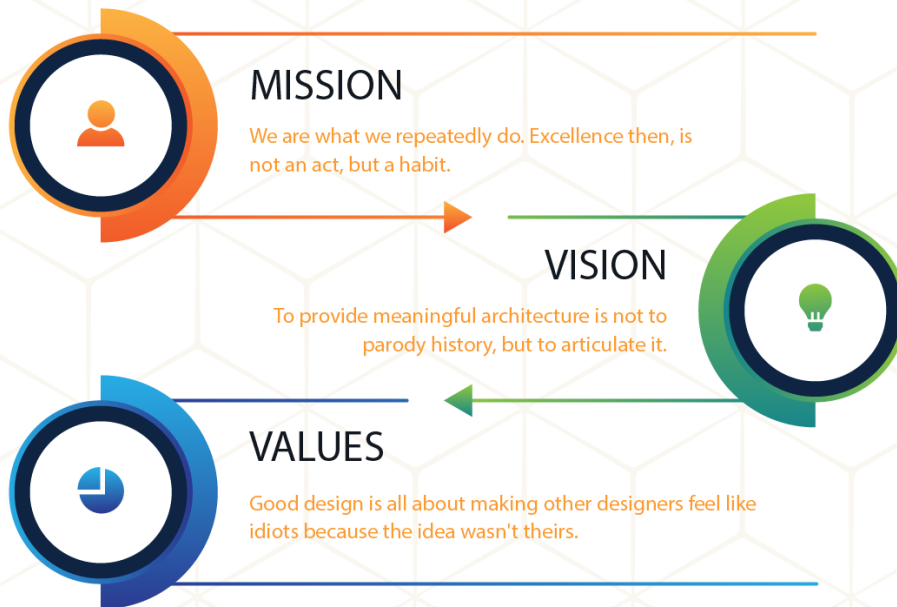 MISSION
We are what we repeatedly do. Excellence then, is
not an act, but a habit.
VISION
To provide meaningful architecture is not to
parody history, but to articulate it.
VALUES
Good design is all about making other designers feel like
idiots because the idea wasn't theirs.